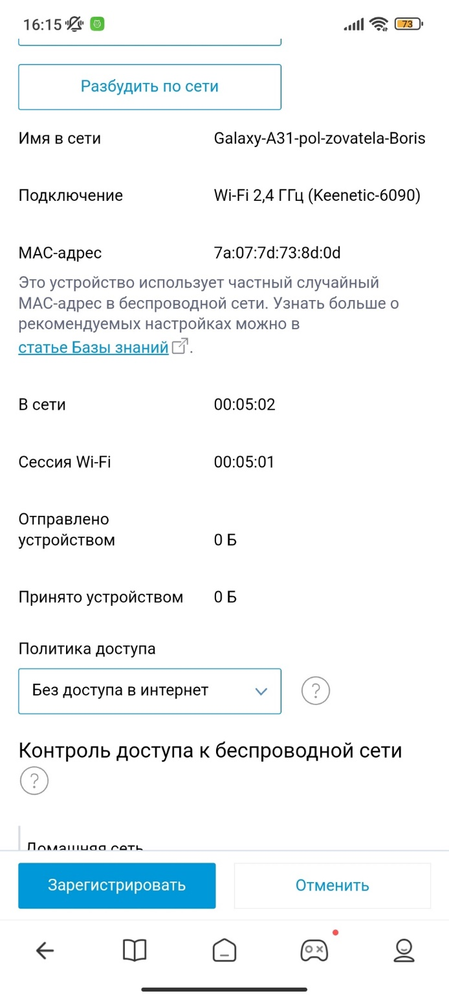 16:15
73
Разбудить по сети
Имя в сети Galaxy-A31-pol-zovatela-Boris
Подключение Wi-Fi 2,4 ГГц (Keenetic-6090)
MAC-адрес 7a:07:7d:73:8d:0d
Это устройство использует частный случайный
MAC-адрес в беспроводной сети. Узнать больше о
рекомендуемых настройках можно в
статье Базы знаний.
В сети 00:05:02
Сессия Wi-Fi 00:05:01
Отправлено
устройством 0 Б
Принято устройством 0 Б
Политика доступа
Без доступа в интернет
?
Контроль доступа к беспроводной сети
?
Домашняя сеть
Зарегистрировать Отменить